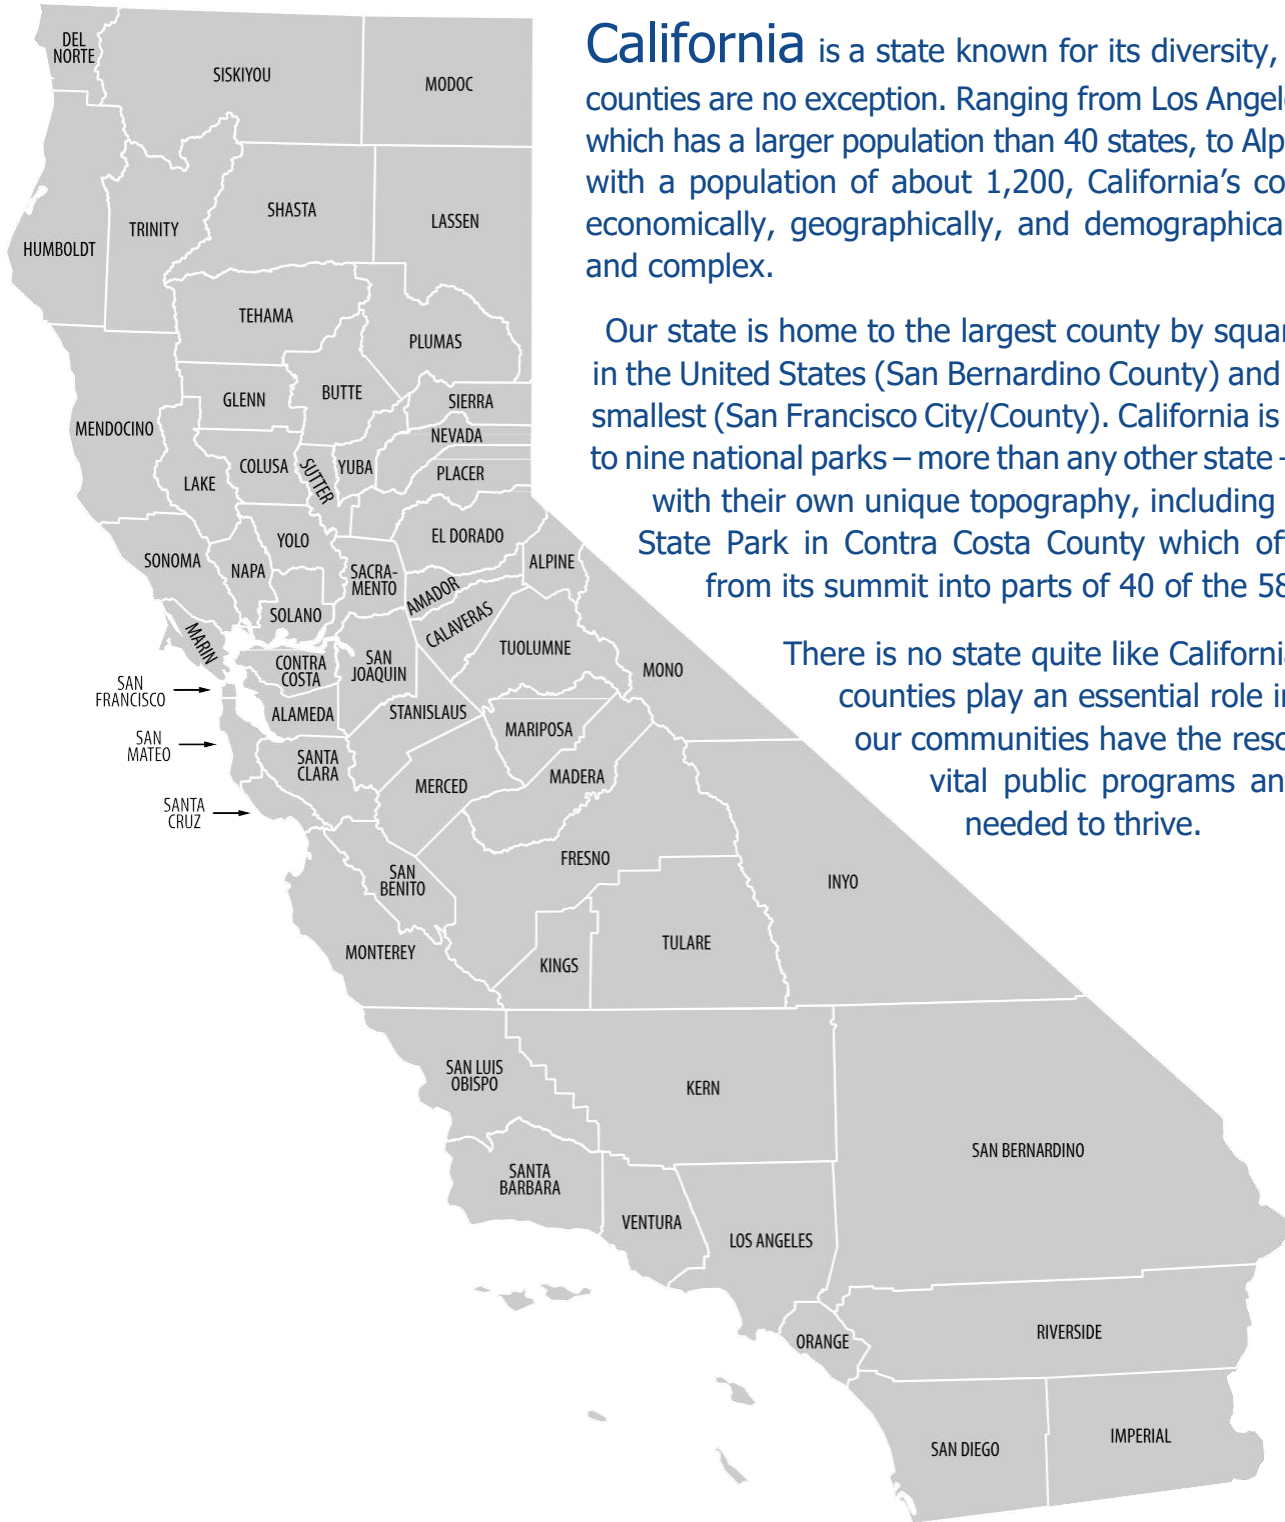 California is a state known for its diversity,
counties are no exception. Ranging from Los Angel
which has a larger population than 40 states, to Alp
with a population of about 1,200, California’s co
economically, geographically, and demographica
and complex.
Our state is home to the largest county by squar
in the United States (San Bernardino County) and
smallest (San Francisco City/County). California is
to nine national parks – more than any other state –
with their own unique topography, including
State Park in Contra Costa County which of
from its summit into parts of 40 of the 58
There is no state quite like California
counties play an essential role in
our communities have the reso
vital public programs an
needed to thrive.
DEL
NORTE
SISKIYOU
MODOC
HUMBOLDT
TRINITY
SHASTA
LASSEN
TEHAMA
PLUMAS
MENDOCINO
GLENN
BUTTE
SIERRA
NEVADA
LAKE
COLUSA
SUTTER
YUBA
PLACER
SONOMA
NAPA
YOLO
SACRA-
MENTO
EL DORADO
ALPINE
SOLANO
AMADOR
CALAVERAS
MARIN
CONTRA
COSTA
SAN
JOAQUIN
TUOLUMNE
MONO
SAN
FRANCISCO
ALAMEDA
STANISLAUS
MARIPOSA
SAN
MATEO
SANTA
CLARA
MERCED
MADERA
SANTA
CRUZ
FRESNO
SAN
BENITO
INYO
MONTEREY
KINGS
TULARE
SAN LUIS
OBISPO
KERN
SAN BERNARDINO
SANTA
BARBARA
VENTURA
LOS ANGELES
ORANGE
RIVERSIDE
SAN DIEGO
IMPERIAL